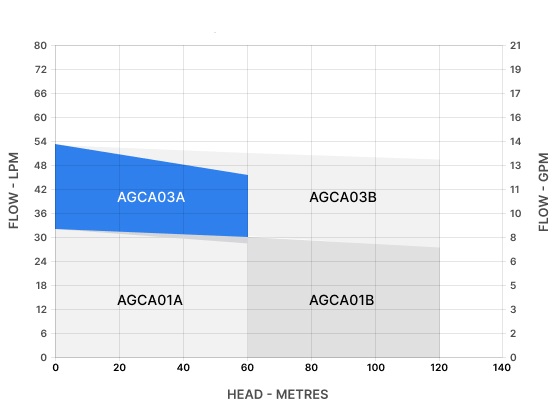 80 21
72 19
66 17
60 16
54 14
48 13
42 AGCA03A AGCA03B 11
36 10
30 8
24 6
18 5
12 AGCA01A AGCA01B 3
6 2
0 0
0 20 40 60 80 100 120 140
FLOW - LPM
FLOW - GPM
HEAD - METRES